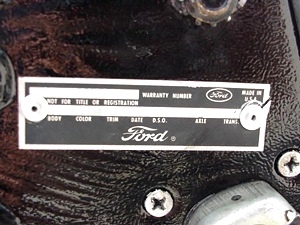 WARRANTY NUMBER Ford MADE IN
NOT FOR TITLE OR REGISTRATION U.S.A.
BODY COLOR TRIM DATE D.S.O. AXLE TRANS.
Ford ®